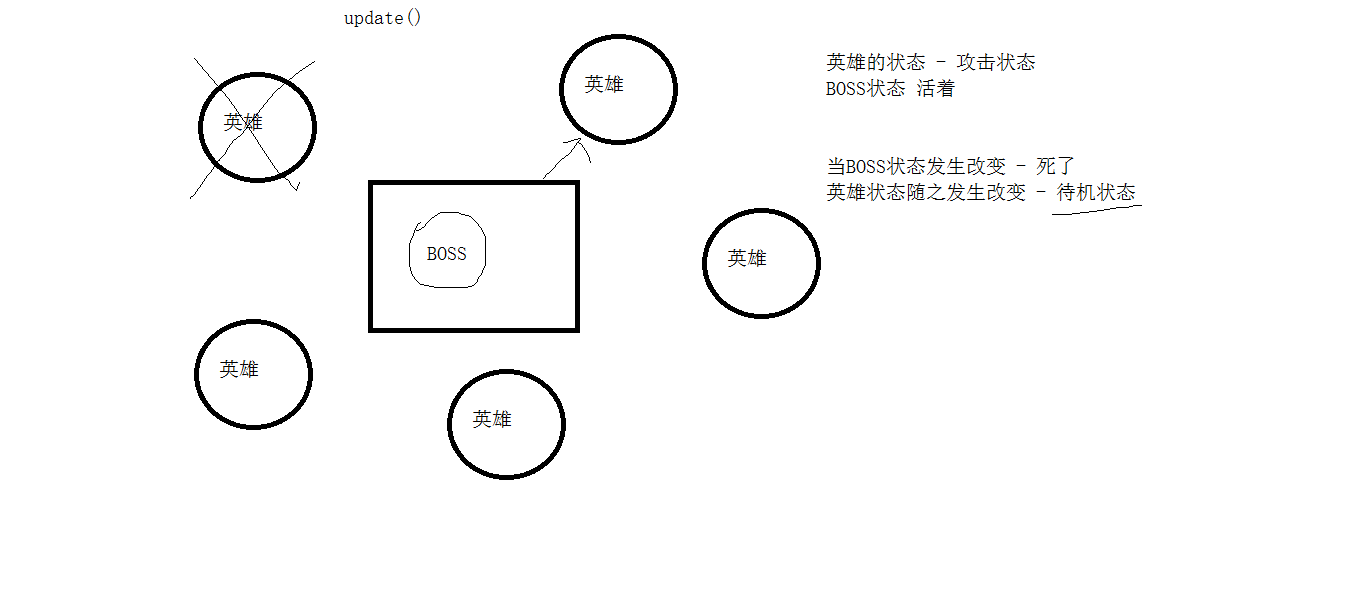 update()
英雄
英雄
英雄的状态 - 攻击状态
BOSS状态 活着
当BOSS状态发生改变 - 死了
英雄状态随之发生改变 - 待机状态
BOSS
英雄
英雄
英雄